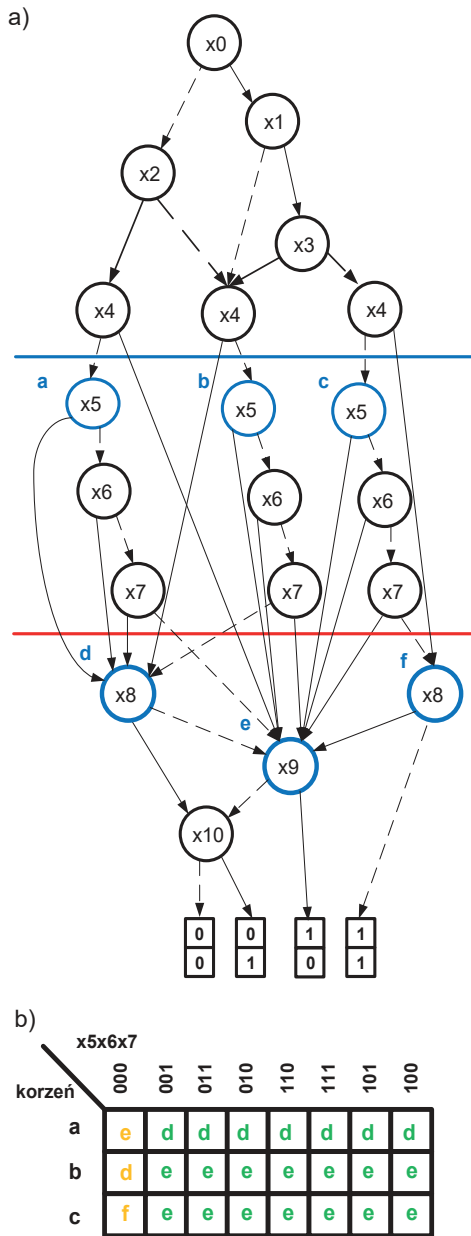 a)
x0
x1
x2
x3
x4 x4 x4
a b c
x5 x5 x5
x6 x6 x6
x7 x7 x7
d f
x8 x8
e
x9
x10
0 0 1 1
0 1 0 1
b)
x5x6x7
korzeń
000 001 011 010 110 111 101 100
a e d d d d d d d
b d e e e e e e e
c f e e e e e e e